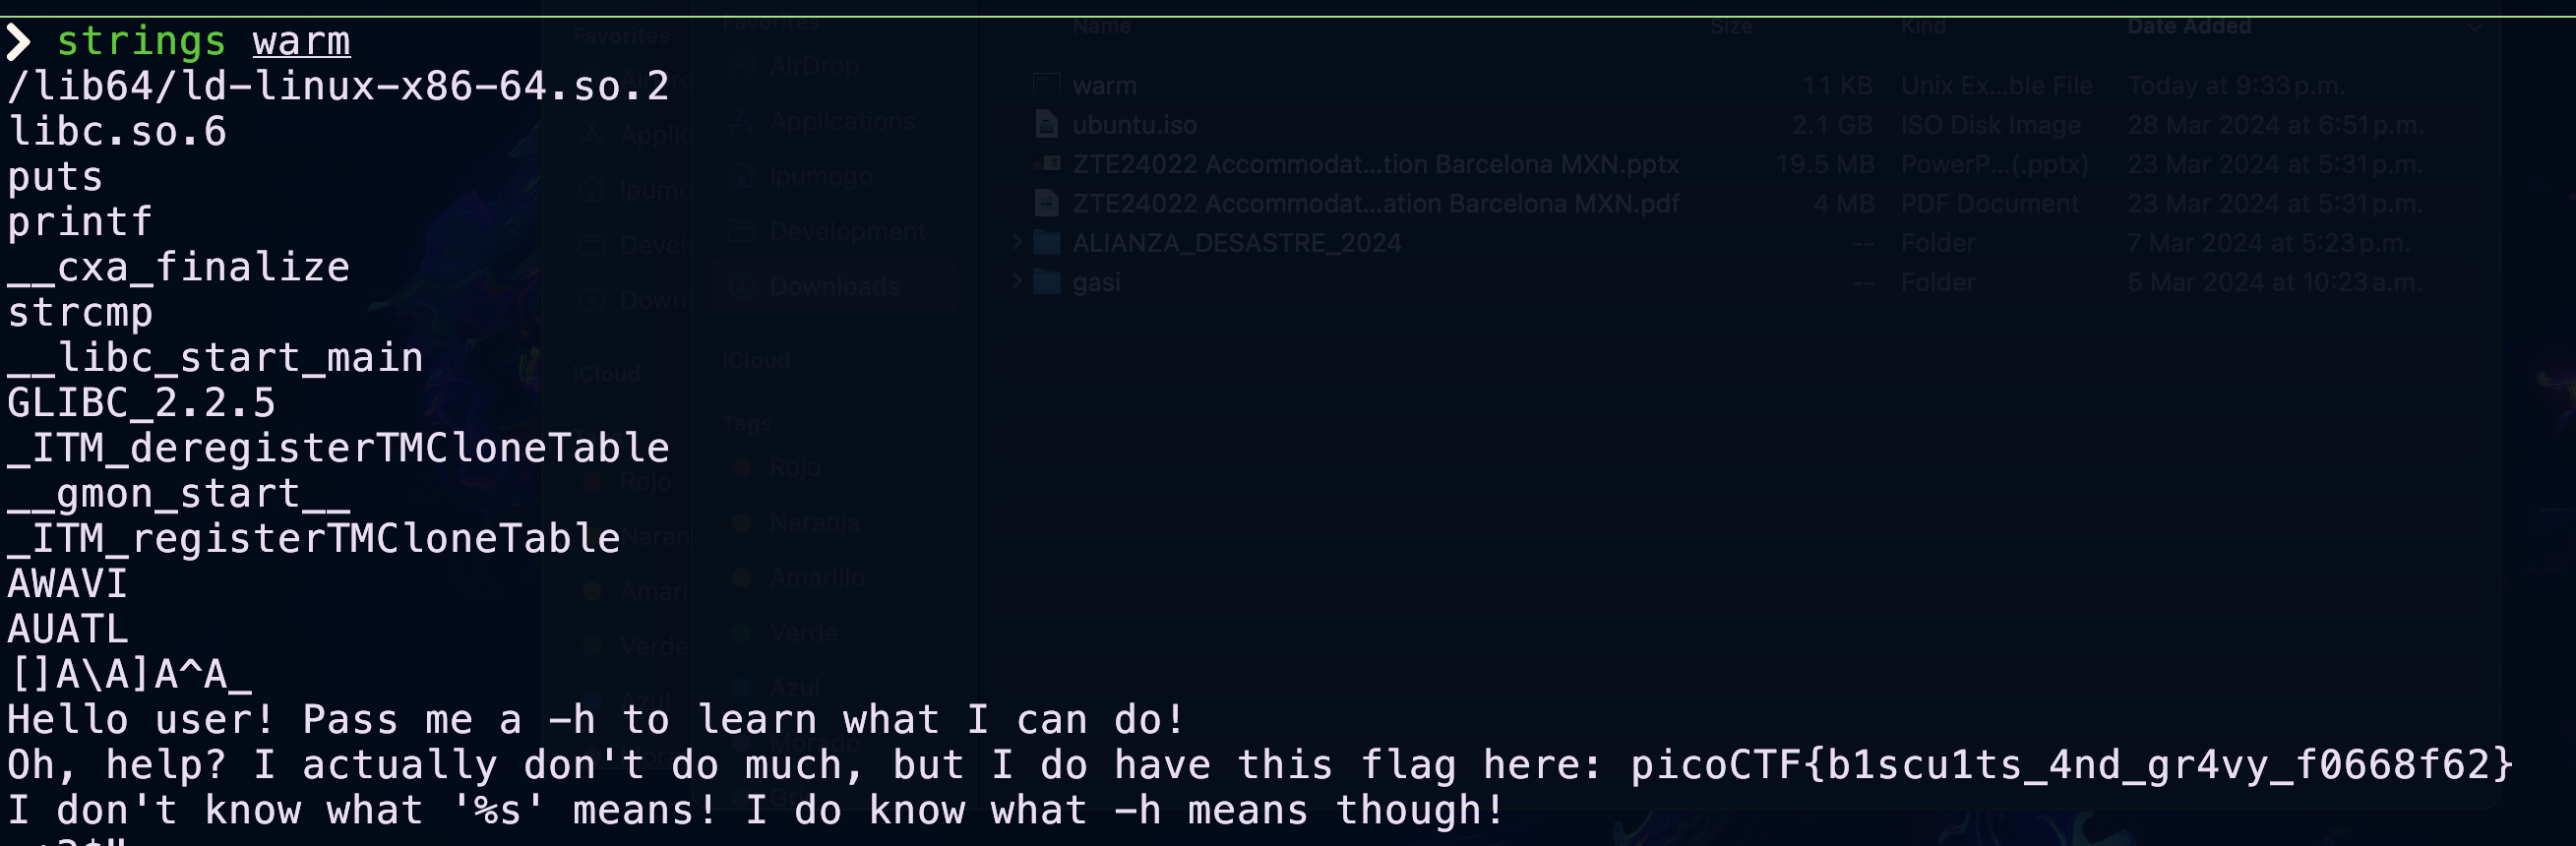 ❯ strings warm
/lib64/ld-linux-x86-64.so.2
libc.so.6
puts
printf
__cxa_finalize
strcmp
__libc_start_main
GLIBC_2.2.5
_ITM_deregisterTMCloneTable
__gmon_start__
_ITM_registerTMCloneTable
AWAVI
AUATL
[]A\A]A^A_
Hello user! Pass me a -h to learn what I can do!
Oh, help? I actually don't do much, but I do have this flag here: picoCTF{b1scu1ts_4nd_gr4vy_f0668f62}
I don't know what '%s' means! I do know what -h means though!
Favorites
iCloud
Rojo
Favorites
AirDrop
Applications
lpumogo
Development
Downloads
iCloud
Tags
Rojo
Naranja
Amarillo
Verde
Azul
Morado
Name Size Kind Date Added
warm 11 KB Unix Ex...ble File Today at 9:33 p.m.
ubuntu.iso 2.1 GB ISO Disk Image 28 Mar 2024 at 6:51 p.m.
ZTE24022 Accommodat...tion Barcelona MXN.pptx 19.5 MB PowerP...(.pptx) 23 Mar 2024 at 5:31 p.m.
ZTE24022 Accommodat...ation Barcelona MXN.pdf 4 MB PDF Document 23 Mar 2024 at 5:31 p.m.
ALIANZA_DESASTRE_2024 -- Folder 7 Mar 2024 at 5:23 p.m.
gasi -- Folder 5 Mar 2024 at 10:23 a.m.